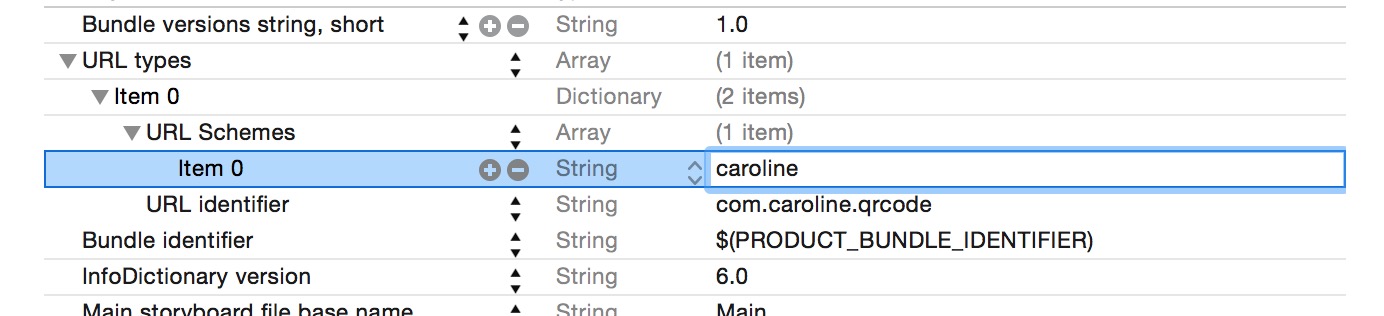 Bundle versions string, short String 1.0
URL types Array (1 item)
Item 0 Dictionary (2 items)
URL Schemes Array (1 item)
Item 0 String caroline
URL identifier String com.caroline.qrcode
Bundle identifier String $(PRODUCT_BUNDLE_IDENTIFIER)
InfoDictionary version String 6.0
Main storyboard file base name String Main